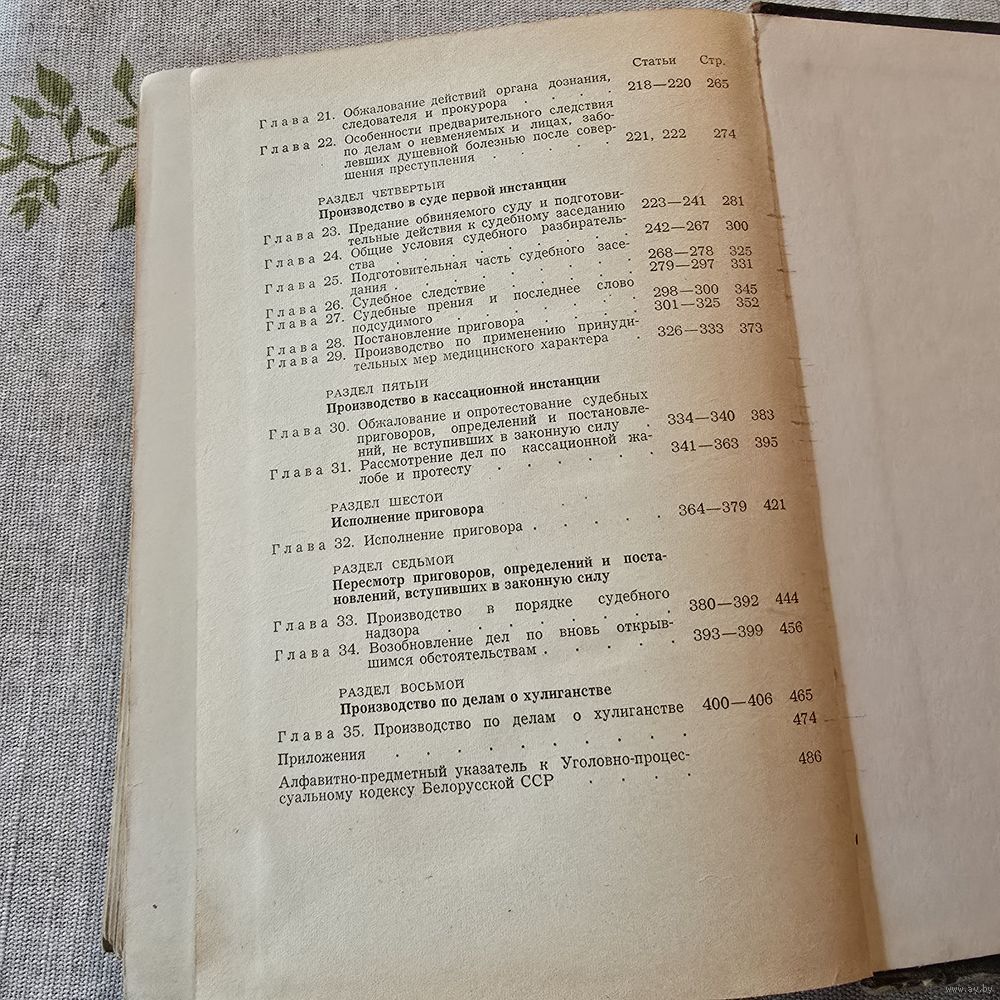 Статьи Стр.
Глава 21. Обжалование действий органа дознания,
следователя и прокурора . . . . 218—220 265
Глава 22. Особенности предварительного следствия
по делам о невменяемых и лицах, забо-
левших душевной болезнью после совер-
шения преступления . . . . . 221, 222 274
РАЗДЕЛ ЧЕТВЕРТЫЙ
Производство в суде первой инстанции
Глава 23. Предание обвиняемого суду и подготови-
тельные действия к судебному заседанию 223—241 281
Глава 24. Общие условия судебного разбиратель-
ства . . . . . . . . 242—267 300
Глава 25. Подготовительная часть судебного засе-
дания . . . . . . . . 268—278 325
Глава 26. Судебное следствие . . . . . 279—297 331
Глава 27. Судебные прения и последнее слово
подсудимого . . . . . . . 298—300 345
Глава 28. Постановление приговора . . . . 301—325 352
Глава 29. Производство по применению принуди-
тельных мер медицинского характера . 326—333 373
РАЗДЕЛ ПЯТЫЙ
Производство в кассационной инстанции
Глава 30. Обжалование и опротестование судебных
приговоров, определений и постановле-
ний, не вступивших в законную силу . 334—340 383
Глава 31. Рассмотрение дел по кассационной жа-
лобе и протесту . . . . . . 341—363 395
РАЗДЕЛ ШЕСТОЙ
Исполнение приговора
Глава 32. Исполнение приговора . . . . . 364—379 421
РАЗДЕЛ СЕДЬМОЙ
Пересмотр приговоров, определений и поста-
новлений, вступивших в законную силу
Глава 33. Производство в порядке судебного
надзора . . . . . . . . 380—392 444
Глава 34. Возобновление дел по вновь открыв-
шимся обстоятельствам . . . . . 393—399 456
РАЗДЕЛ ВОСЬМОЙ
Производство по делам о хулиганстве
Глава 35. Производство по делам о хулиганстве 400—406 465
Приложения . . . . . . . . . . 474
Алфавитно-предметный указатель к Уголовно-процес-
суальному кодексу Белорусской ССР . . . . 486
www.ay.by